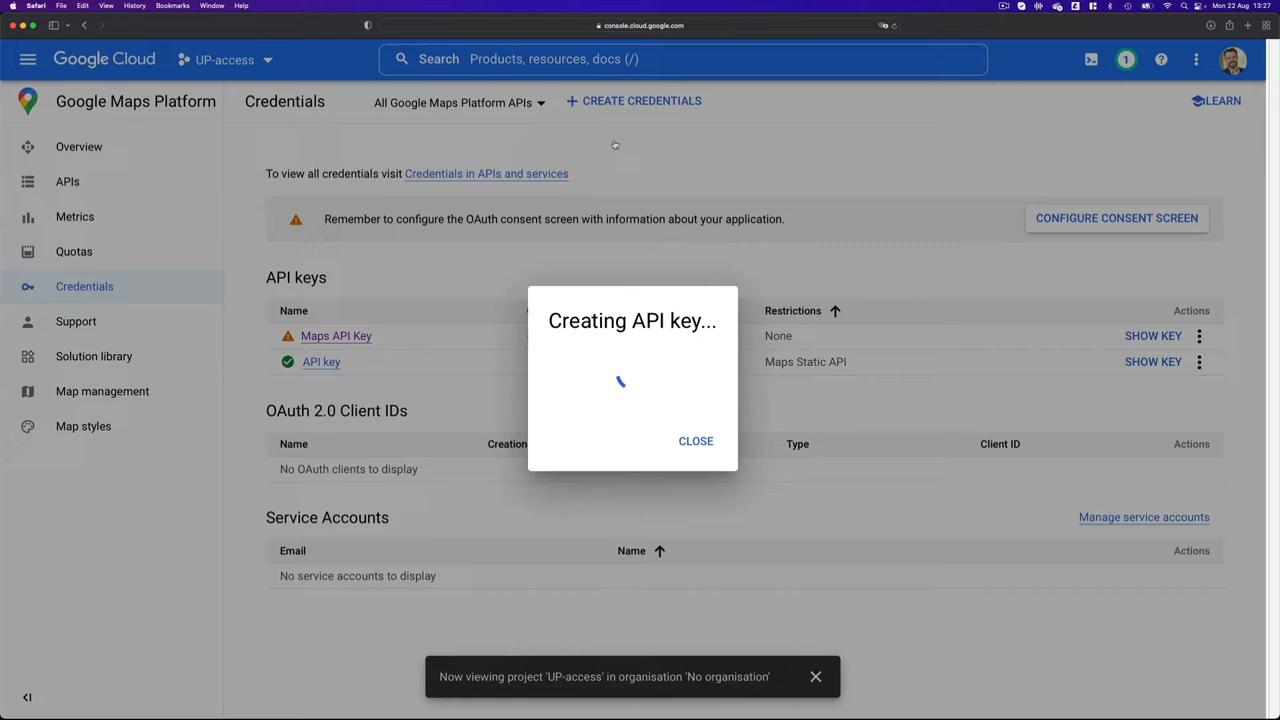 Safari File Edit View History Bookmarks Window Help Mon 22 Aug 13:27
console.cloud.google.com
Google Cloud UP-access Search Products, resources, docs (/) 1
Google Maps Platform Credentials All Google Maps Platform APIs CREATE CREDENTIALS LEARN
Overview
APIs
Metrics
Quotas
Credentials
Support
Solution library
Map management
Map styles
To view all credentials visit Credentials in APIs and services
Remember to configure the OAuth consent screen with information about your application. CONFIGURE CONSENT SCREEN
API keys
Name Restrictions Actions
Maps API Key None SHOW KEY
API key Maps Static API SHOW KEY
Creating API key...
CLOSE
OAuth 2.0 Client IDs
Name Creation Type Client ID Actions
No OAuth clients to display
Service Accounts Manage service accounts
Email Name Actions
No service accounts to display
Now viewing project 'UP-access' in organisation 'No organisation'